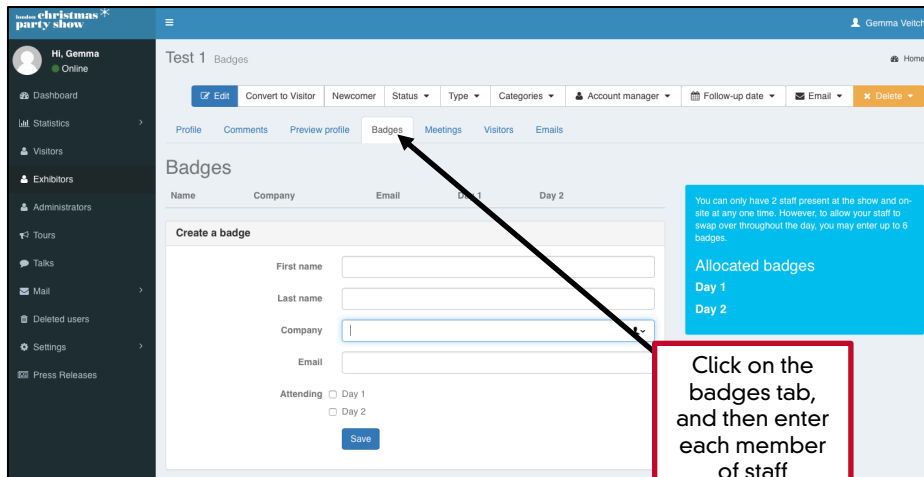 london christmas
party show
Gemma Veitch
Hi, Gemma
Online
Test 1 Badges
Home
Edit Convert to Visitor Newcomer Status Type Categories Account manager Follow-up date Email Delete
Dashboard
Statistics
Visitors
Exhibitors
Administrators
Tours
Talks
Mail
Deleted users
Settings
Press Releases
Profile Comments Preview profile Badges Meetings Visitors Emails
Badges
Name Company Email Day 1 Day 2
Create a badge
First name
Last name
Company
Email
Attending Day 1
Day 2
Save
You can only have 2 staff present at the show and on-
site at any one time. However, to allow your staff to
swap over throughout the day, you may enter up to 6
badges.
Allocated badges
Day 1
Day 2
Click on the
badges tab,
and then enter
each member
of staff